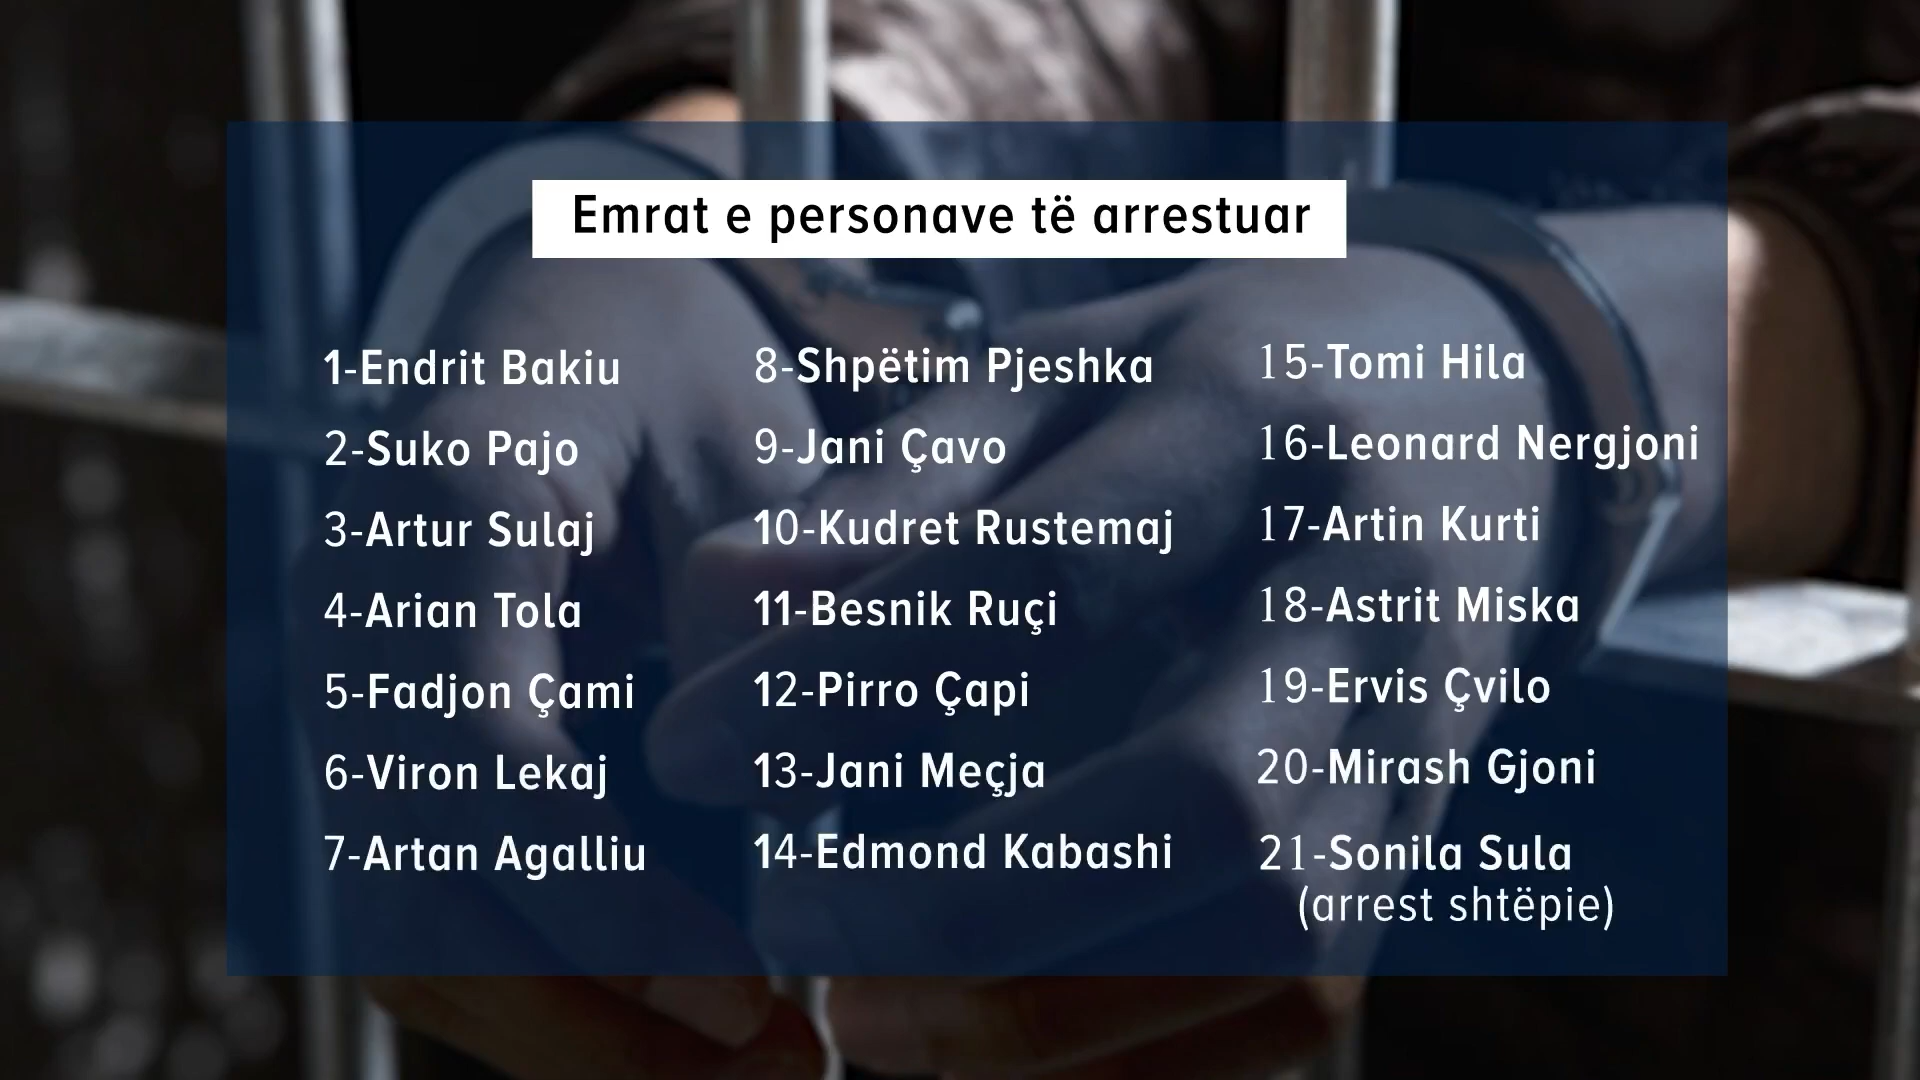 Emrat e personave të arrestuar
1-Endrit Bakiu
2-Suko Pajo
3-Artur Sulaj
4-Arian Tola
5-Fadjon Çami
6-Viron Lekaj
7-Artan Agalliu
8-Shpëtim Pjeshka
9-Jani Çavo
10-Kudret Rustemaj
11-Besnik Ruçi
12-Pirro Çapi
13-Jani Meçja
14-Edmond Kabashi
15-Tomi Hila
16-Leonard Nergjoni
17-Artin Kurti
18-Astrit Miska
19-Ervis Çvilo
20-Mirash Gjoni
21-Sonila Sula
(arrest shtëpie)